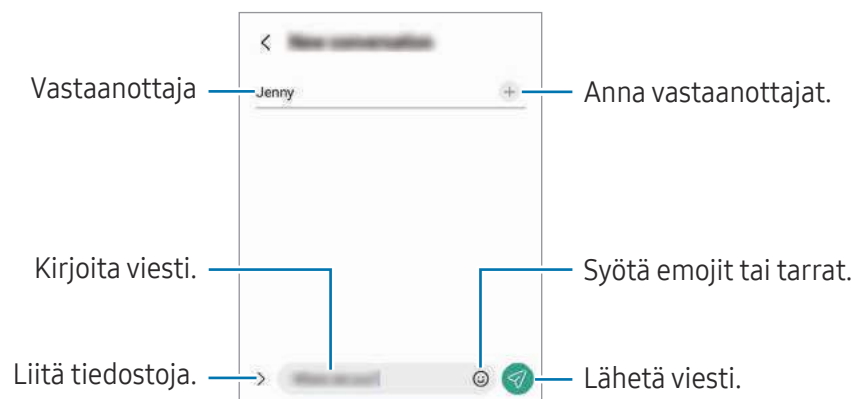 Vastaanottaja
Jenny
Anna vastaanottajat.
Kirjoita viesti.
Syötä emojit tai tarrat.
Liitä tiedostoja.
Lähetä viesti.